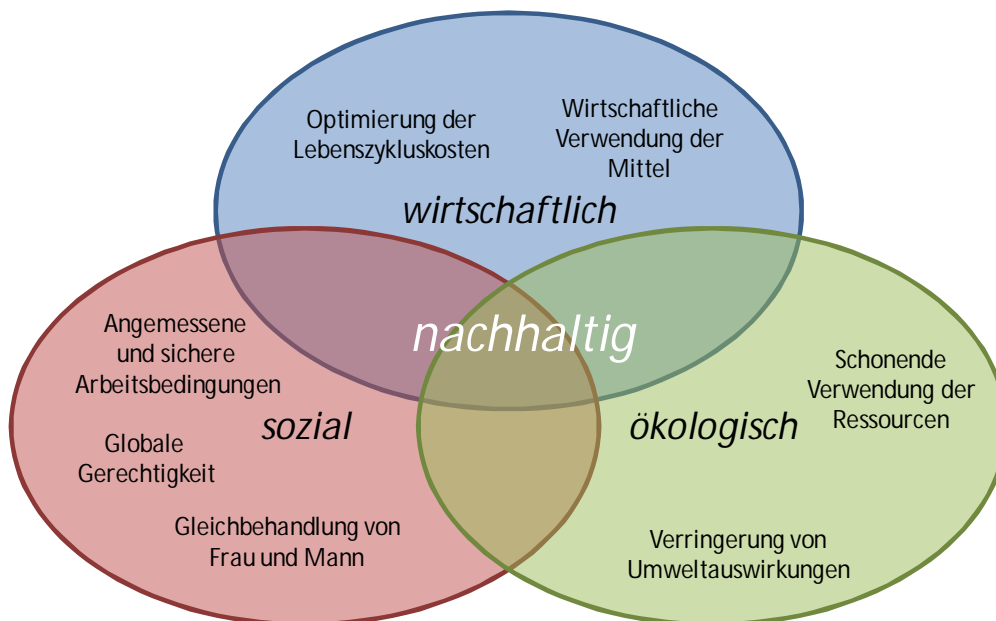 Optimierung der
Lebenszykluskosten
Wirtschaftliche
Verwendung der
Mittel
wirtschaftlich
nachhaltig
Angemessene
und sichere
Arbeitsbedingungen
sozial
Globale
Gerechtigkeit
Gleichbehandlung von
Frau und Mann
Schonende
Verwendung der
Ressourcen
ökologisch
Verringerung von
Umweltauswirkungen